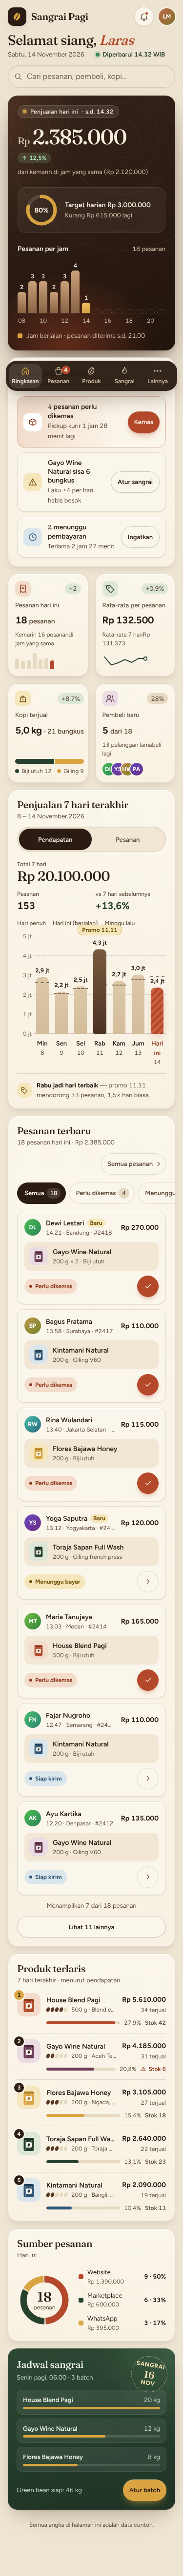 Sangrai Pagi
LM
Selamat siang, Laras
Sabtu, 14 November 2026
Diperbarui 14.32 WIB
Cari pesanan, pembeli, kopi...
Penjualan hari ini · s.d. 14.32
Rp 2.385.000
↑ 12,5%
dari kemarin di jam yang sama (Rp 2.120.000)
80%
Target harian Rp 3.000.000
Kurang Rp 615.000 lagi
Pesanan per jam
18 pesanan
2 3 3 2 3 4 1
08 10 12 14 16 18 20
Jam berjalan · pesanan diterima s.d. 21.00
Ringkasan
4
Pesanan
Produk
Sangrai
Lainnya
4 pesanan perlu dikemas
Pickup kurir 1 jam 28 menit lagi
Kemas
Gayo Wine Natural sisa 6 bungkus
Laku ±4 per hari, habis besok
Atur sangrai
2 menunggu pembayaran
Terlama 2 jam 27 menit
Ingatkan
+2
Pesanan hari ini
18 pesanan
Kemarin 16 pesanandi jam yang sama
+0,9%
Rata-rata per pesanan
Rp 132.500
Rata-rata 7 hari Rp 131.373
+8,7%
Kopi terjual
5,0 kg · 21 bungkus
Biji utuh 12
Giling 9
28%
Pembeli baru
5 dari 18
13 pelanggan lamabeli lagi
PA
Penjualan 7 hari terakhir
8 – 14 November 2026
Pendapatan
Pesanan
Total 7 hari
Rp 20.100.000
Pesanan
153
vs 7 hari sebelumnya
+13,6%
Hari penuh
Hari ini (berjalan)
Minggu lalu
Promo 11.11
5 jt
4 jt
3 jt
2 jt
1 jt
0 jt
2,9 jt
2,2 jt
2,5 jt
4,3 jt
2,7 jt
3,0 jt
2,4 jt
Min 8
Sen 9
Sel 10
Rab 11
Kam 12
Jum 13
Hari ini 14
Rabu jadi hari terbaik — promo 11.11 mendorong 33 pesanan, 1,5× hari biasa.
Pesanan terbaru
18 pesanan hari ini · Rp 2.385.000
Semua pesanan
Semua 18
Perlu dikemas 4
DL
Dewi Lestari
Baru
Rp 270.000
14.21 · Bandung · #2418
Gayo Wine Natural
200 g × 2 · Biji utuh
Perlu dikemas
BP
Bagus Pratama
Rp 110.000
13.58 · Surabaya · #2417
Kintamani Natural
200 g · Giling V60
Perlu dikemas
RW
Rina Wulandari
Rp 115.000
13.40 · Jakarta Selatan · ...
Flores Bajawa Honey
200 g · Biji utuh
Perlu dikemas
YS
Yoga Saputra
Baru
Rp 120.000
13.12 · Yogyakarta · #24...
Toraja Sapan Full Wash
200 g · Giling french press
Menunggu bayar
MT
Maria Tanujaya
Rp 165.000
13.03 · Medan · #2414
House Blend Pagi
500 g · Biji utuh
Perlu dikemas
FN
Fajar Nugroho
Rp 110.000
12.47 · Semarang · #24...
Kintamani Natural
200 g · Biji utuh
Siap kirim
AK
Ayu Kartika
Rp 135.000
12.20 · Denpasar · #2412
Gayo Wine Natural
200 g · Giling V60
Siap kirim
Menampilkan 7 dari 18 pesanan
Lihat 11 lainnya
Produk terlaris
7 hari terakhir · menurut pendapatan
1
House Blend Pagi
Rp 5.610.000
500 g · Blend e...
34 terjual
27,9%
Stok 42
2
Gayo Wine Natural
Rp 4.185.000
200 g · Aceh Te...
31 terjual
20,8%
Stok 6
3
Flores Bajawa Honey
Rp 3.105.000
200 g · Ngada, ...
27 terjual
15,4%
Stok 18
4
Toraja Sapan Full Wa...
Rp 2.640.000
200 g · Toraja ...
22 terjual
13,1%
Stok 23
5
Kintamani Natural
Rp 2.090.000
200 g · Bangli, ...
19 terjual
10,4%
Stok 11
Sumber pesanan
Hari ini
18
pesanan
Website
Rp 1.390.000
9 · 50%
Marketplace
Rp 600.000
6 · 33%
WhatsApp
Rp 395.000
3 · 17%
Jadwal sangrai
Senin pagi, 06.00 · 3 batch
SANGRAI
16
NOV
House Blend Pagi
20 kg
Gayo Wine Natural
12 kg
Flores Bajawa Honey
8 kg
Green bean siap: 46 kg
Atur batch
Semua angka di halaman ini adalah data contoh.